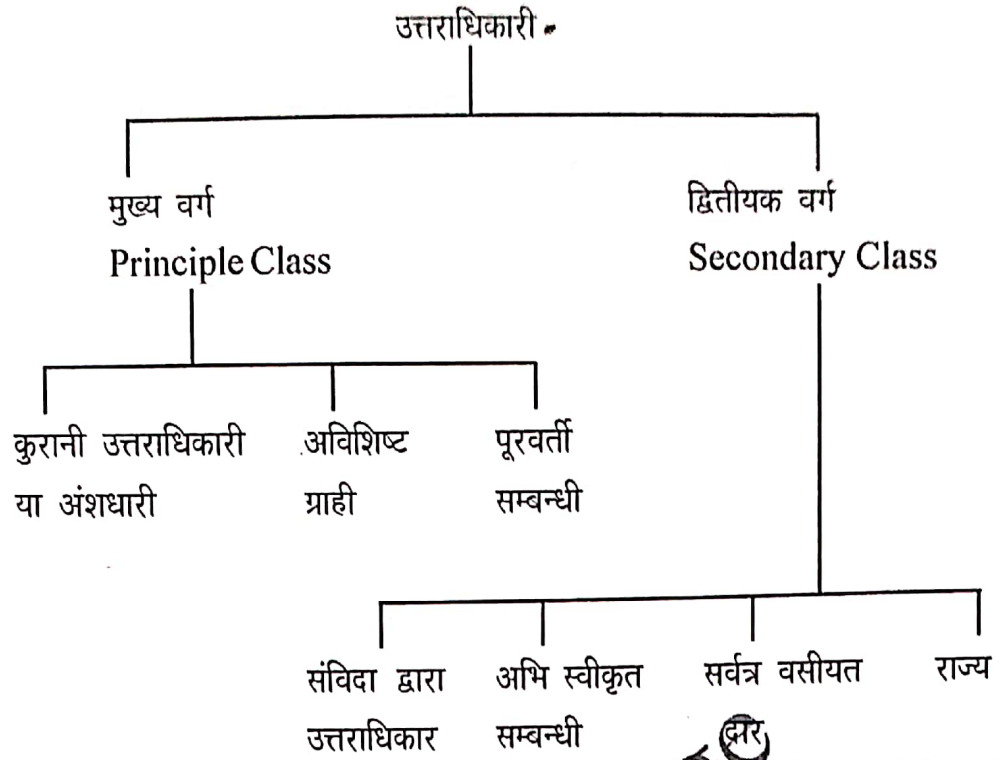 उत्तराधिकारी
मुख्य वर्ग
Principle Class
द्वितीयक वर्ग
Secondary Class
कुरानी उत्तराधिकारी
या अंशधारी
अविशिष्ट
ग्राही
पूरवर्ती
सम्बन्धी
संविदा द्वारा
उत्तराधिकार
अभि स्वीकृत
सम्बन्धी
सर्वत्र वसीयत
राज्य